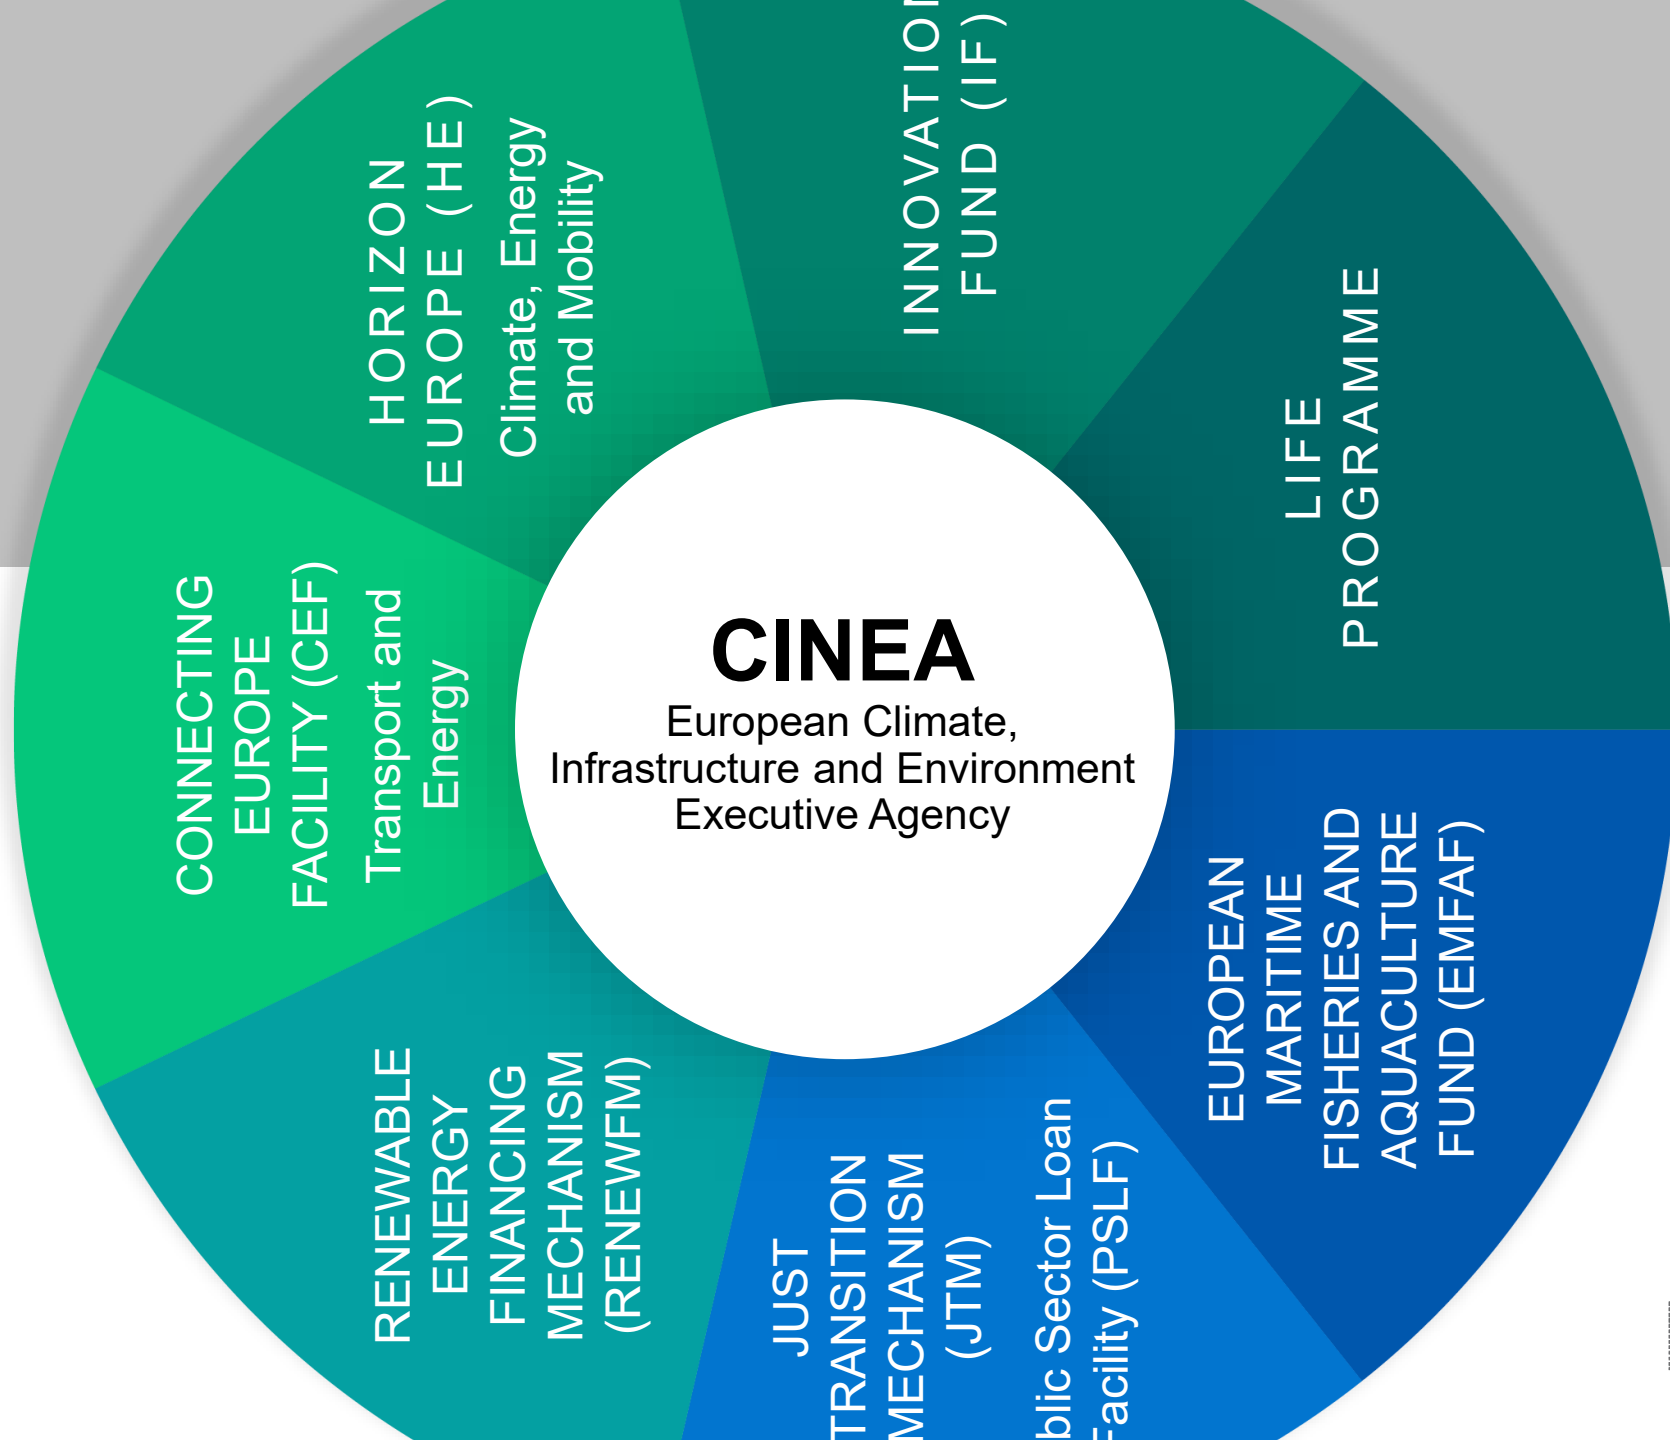 INNOVATION
FUND (IF)
LIFE
PROGRAMME
EUROPEAN
MARITIME
FISHERIES AND
AQUACULTURE
FUND (EMFAF)
JUST
TRANSITION
MECHANISM
(JTM)
Sector Loan
Facility (PSLF)
RENEWABLE
ENERGY
FINANCING
MECHANISM
(RENEWFM)
CONNECTING
EUROPE
FACILITY (CEF)
Transport and
Energy
HORIZON
EUROPE (HE)
Climate, Energy
and Mobility
CINEA
European Climate,
Infrastructure and Environment
Executive Agency